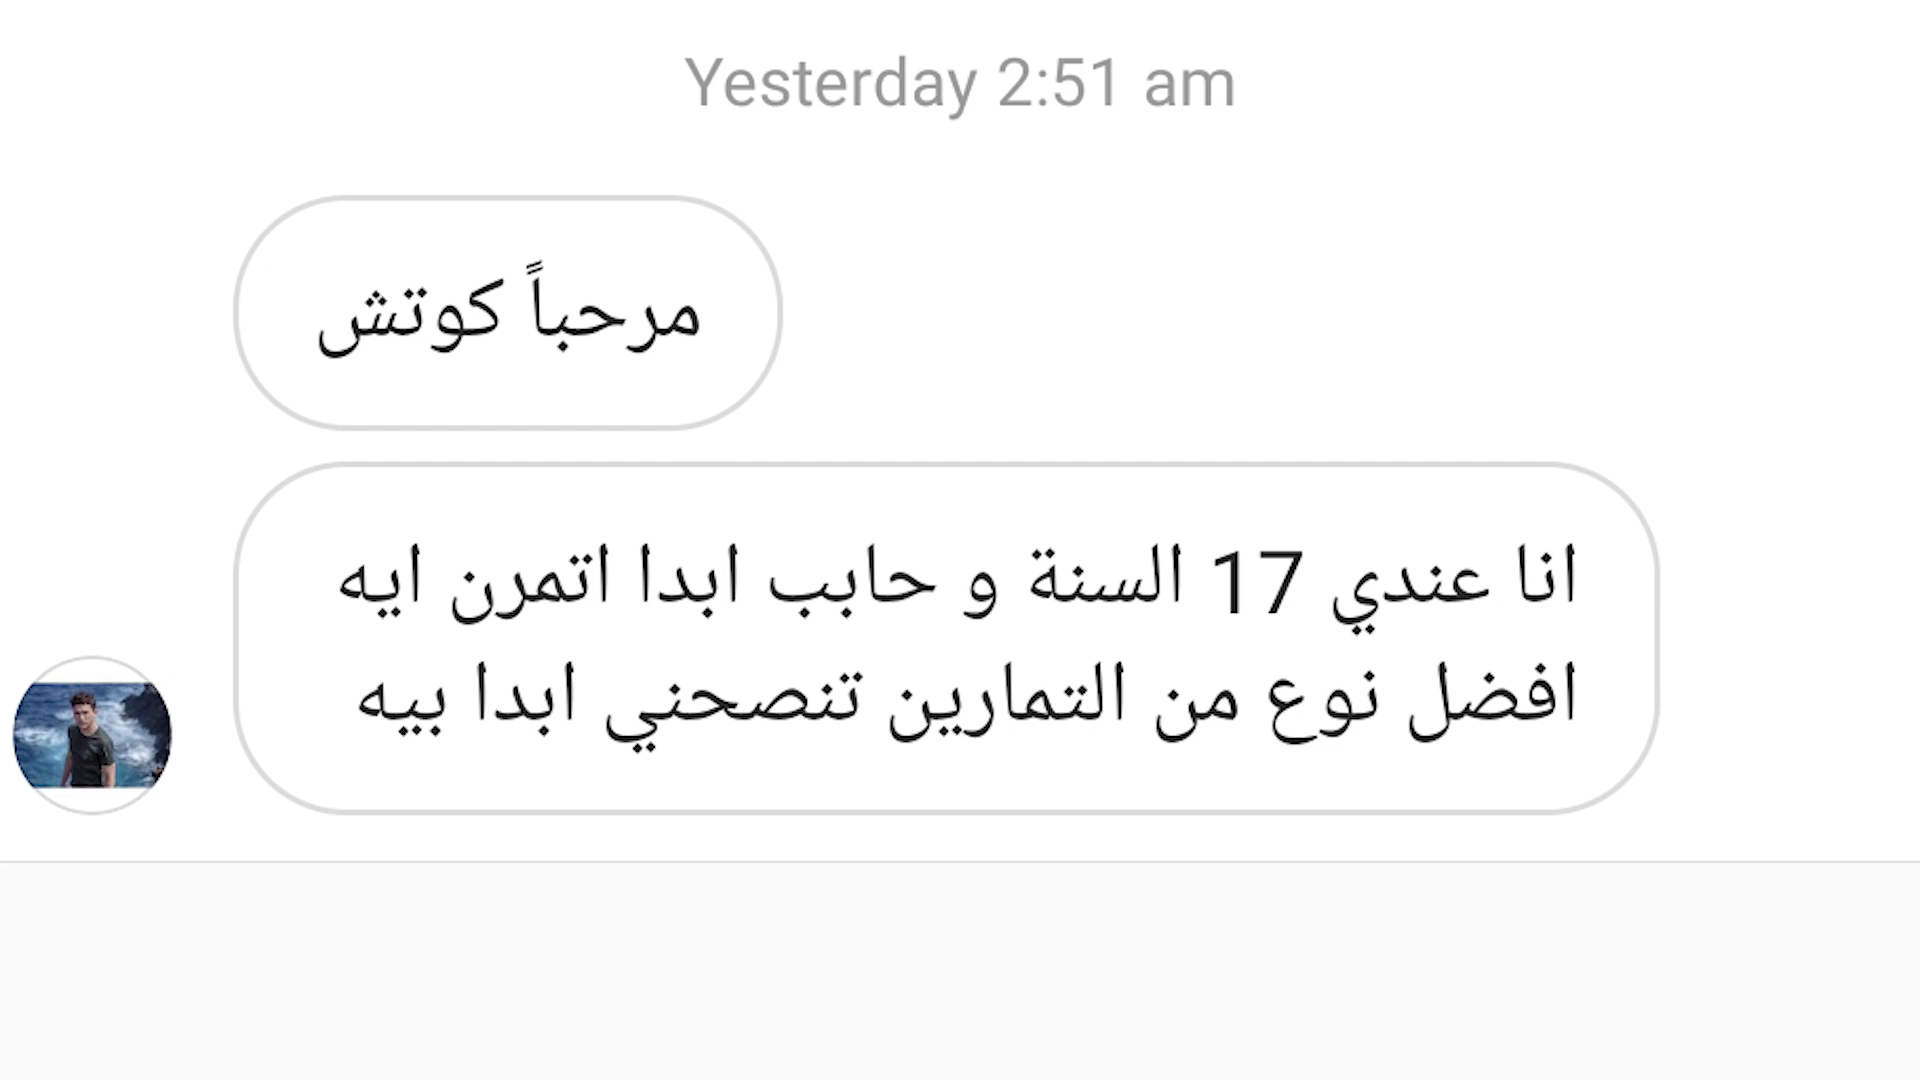 Yesterday 2:51 am
مرحباً كوتش
انا عندي 17 السنة و حابب ابدا اتمرن ايه
افضل نوع من التمارين تنصحني ابدا بيه